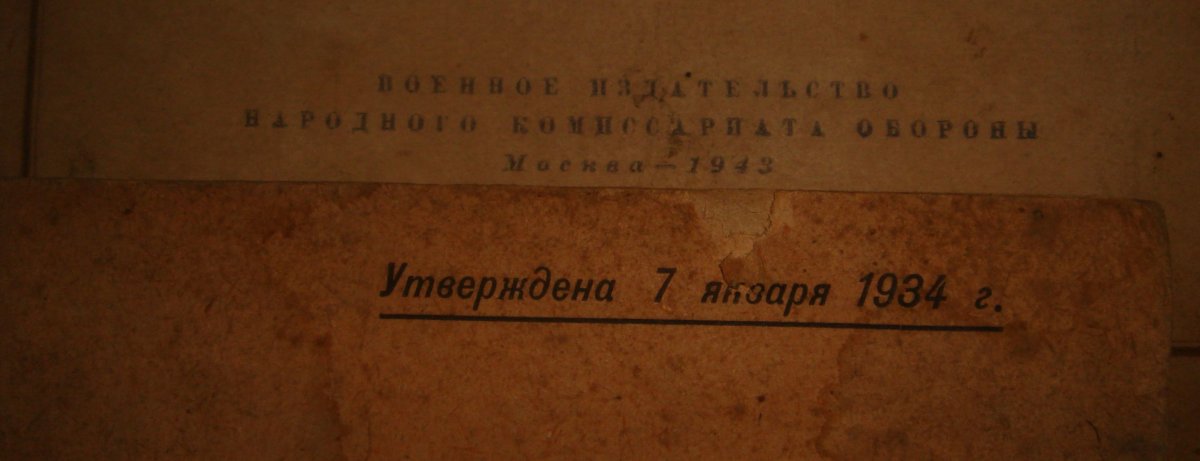 ВОЕННОЕ ИЗДАТЕЛЬСТВО
НАРОДНОГО КОМИССАРИАТА ОБОРОНЫ
Москва — 1943
Утверждена 7 января 1934 г.